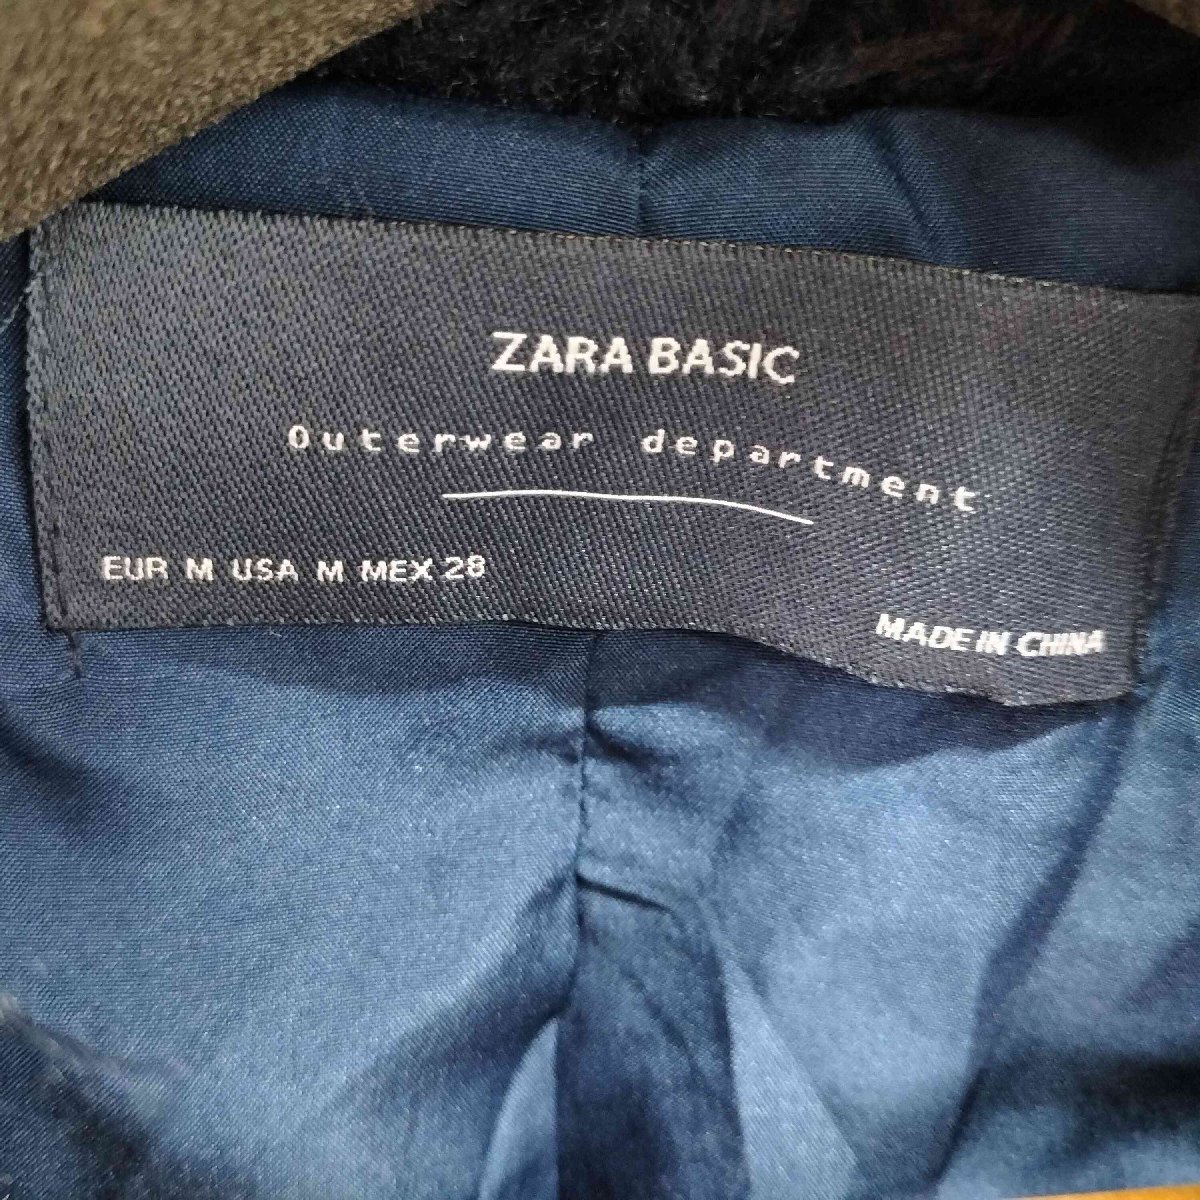 ZARA BASIC
Outerwear department
EUR M USA M MEX 28
MADE IN CHINA